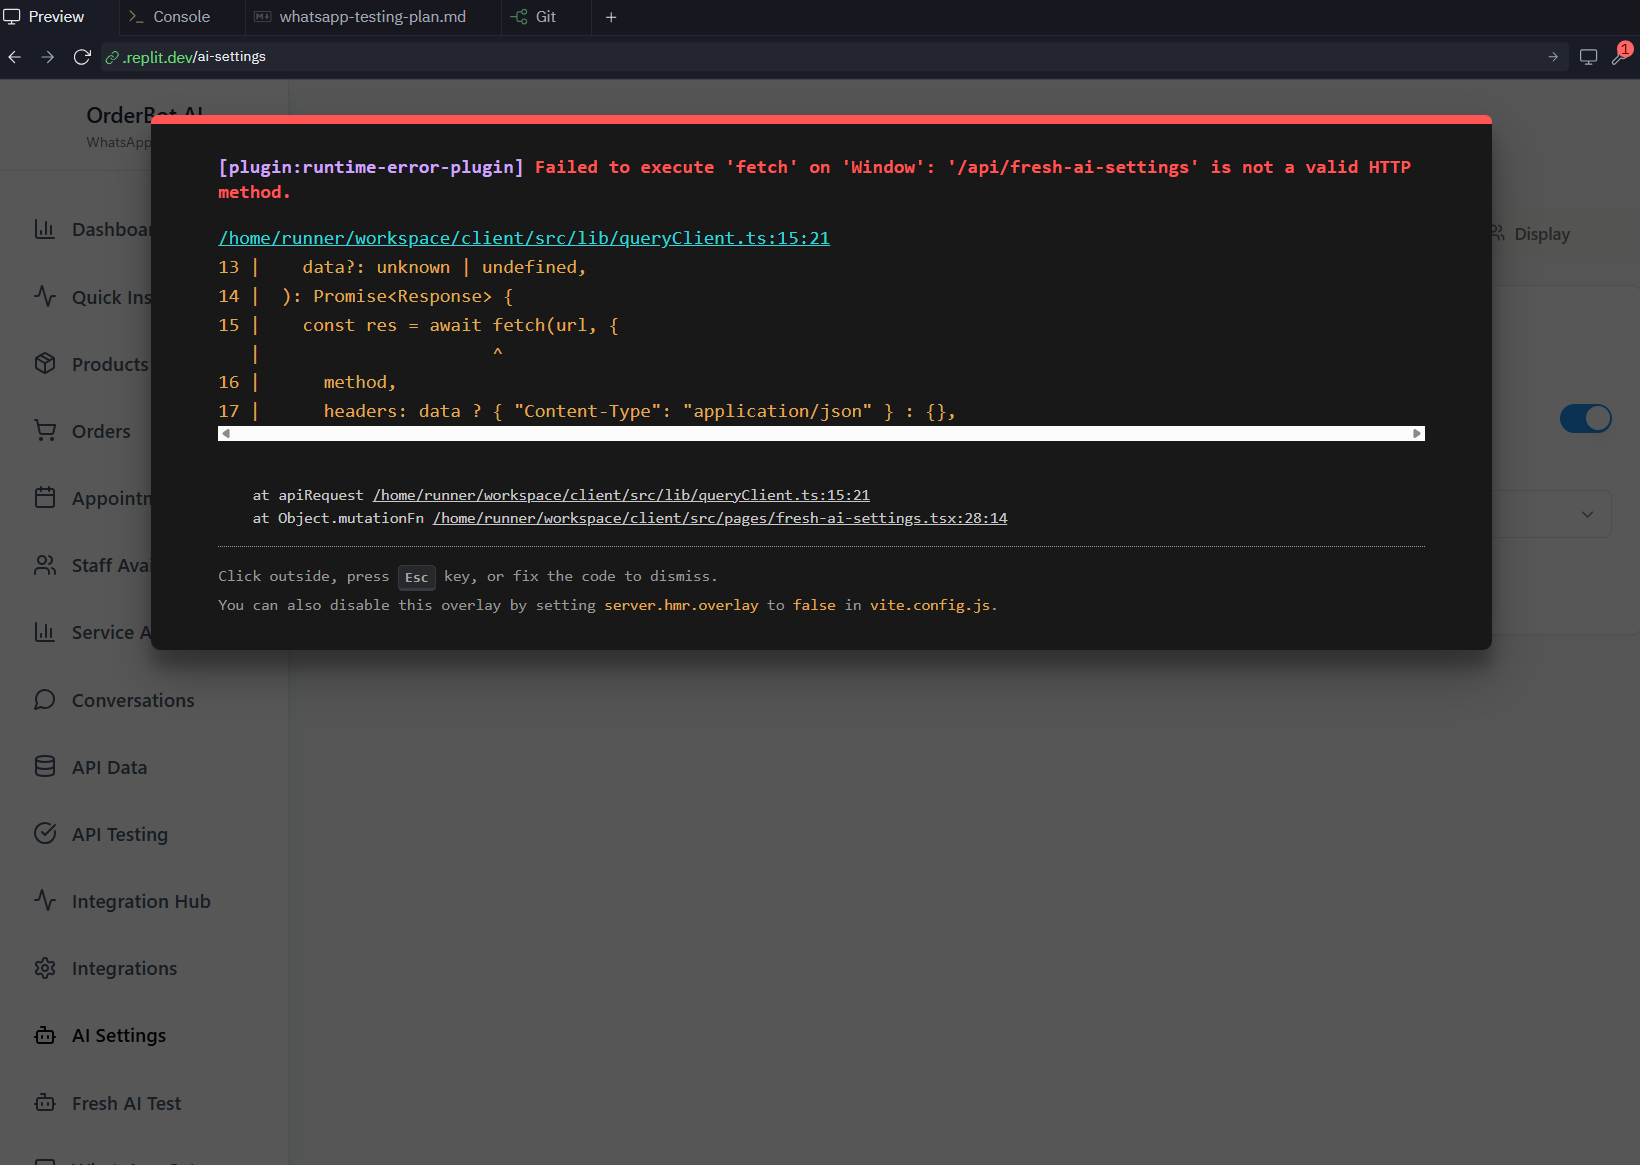 Preview
Console
whatsapp-testing-plan.md
Git
.replit.dev/ai-settings
1
OrderBot AI
WhatsApp
[plugin:runtime-error-plugin] Failed to execute 'fetch' on 'Window': '/api/fresh-ai-settings' is not a valid HTTP
method.
/home/runner/workspace/client/src/lib/queryClient.ts:15:21
13 |    data?: unknown | undefined,
14 |  ): Promise<Response> {
15 |    const res = await fetch(url, {
   |                      ^
16 |      method,
17 |      headers: data ? { "Content-Type": "application/json" } : {},
at apiRequest /home/runner/workspace/client/src/lib/queryClient.ts:15:21
at Object.mutationFn /home/runner/workspace/client/src/pages/fresh-ai-settings.tsx:28:14
Click outside, press Esc key, or fix the code to dismiss.
You can also disable this overlay by setting server.hmr.overlay to false in vite.config.js.
Display
Dashboar
Quick Ins
Products
Orders
Appointn
Staff Avai
Service A
Conversations
API Data
API Testing
Integration Hub
Integrations
AI Settings
Fresh AI Test